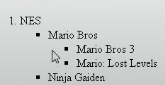 1. NES
▪ Mario Bros
▪ Mario Bros 3
▪ Mario: Lost Levels
▪ Ninja Gaiden